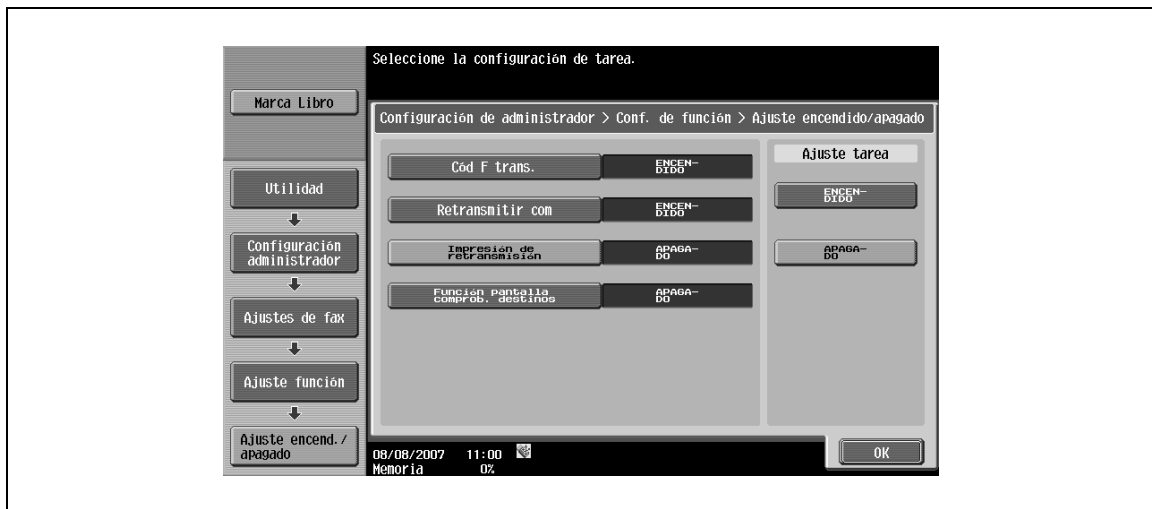 Seleccione la configuración de tarea.
Marca Libro
Configuración de administrador > Conf. de función > Ajuste encendido/apagado
Utilidad
Configuración
administrador
Ajustes de fax
Ajuste función
Ajuste encend./
apagado
Cód F trans.
ENCEN-
DIDO
Retransmitir com
ENCEN-
DIDO
Impresión de
retransmisión
APAGA-
DO
Función pantalla
comprob. destinos
APAGA-
DO
Ajuste tarea
ENCEN-
DIDO
APAGA-
DO
08/08/2007 11:00
Memoria 0%
OK